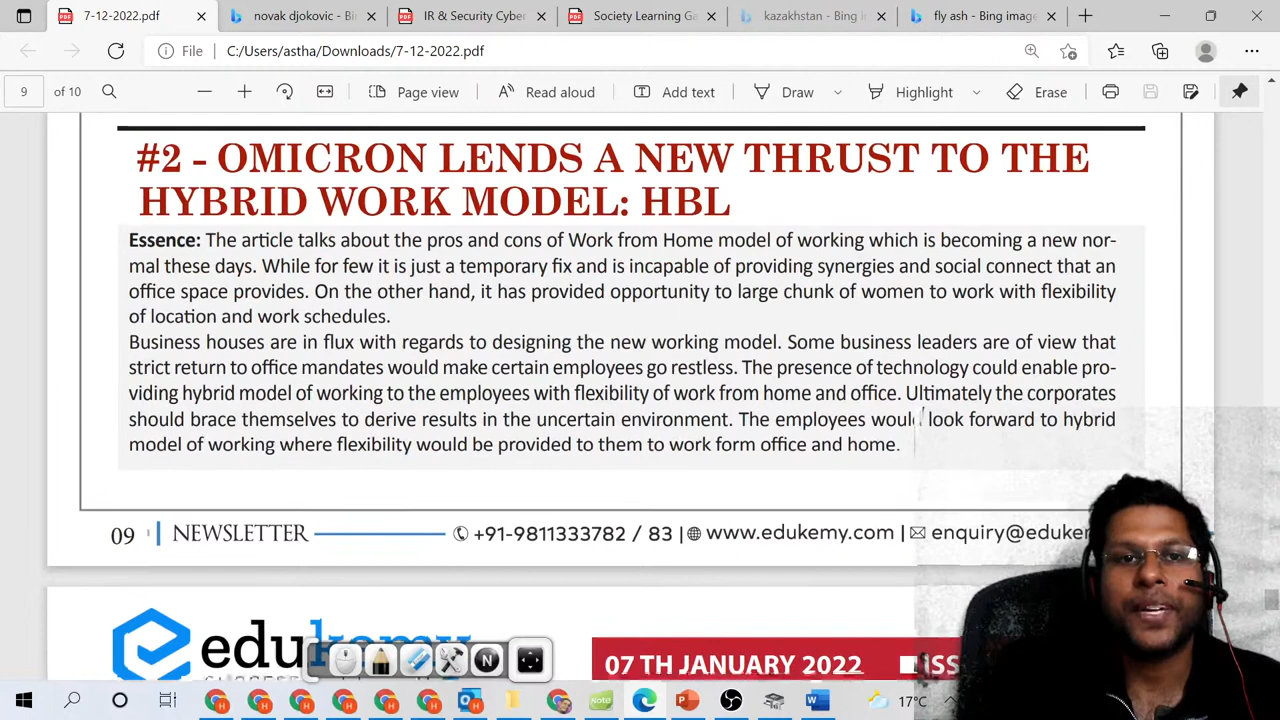 7-12-2022.pdf
novak djokovic - Bi
IR & Security Cyber
Society Learning Ga
kazakhstan - Bing i
fly ash - Bing image
File
C:/Users/astha/Downloads/7-12-2022.pdf
9 of 10
Page view
Read aloud
Add text
Draw
Highlight
Erase
#2 - OMICRON LENDS A NEW THRUST TO THE
HYBRID WORK MODEL: HBL
Essence: The article talks about the pros and cons of Work from Home model of working which is becoming a new nor-
mal these days. While for few it is just a temporary fix and is incapable of providing synergies and social connect that an
office space provides. On the other hand, it has provided opportunity to large chunk of women to work with flexibility
of location and work schedules.
Business houses are in flux with regards to designing the new working model. Some business leaders are of view that
strict return to office mandates would make certain employees go restless. The presence of technology could enable pro-
viding hybrid model of working to the employees with flexibility of work from home and office. Ultimately the corporates
should brace themselves to derive results in the uncertain environment. The employees would look forward to hybrid
model of working where flexibility would be provided to them to work form office and home.
09 | NEWSLETTER
+91-9811333782 / 83 | www.edukemy.com | enquiry@eduke
edukemy
07 TH JANUARY 2022
ISS
N
Note!
17°C